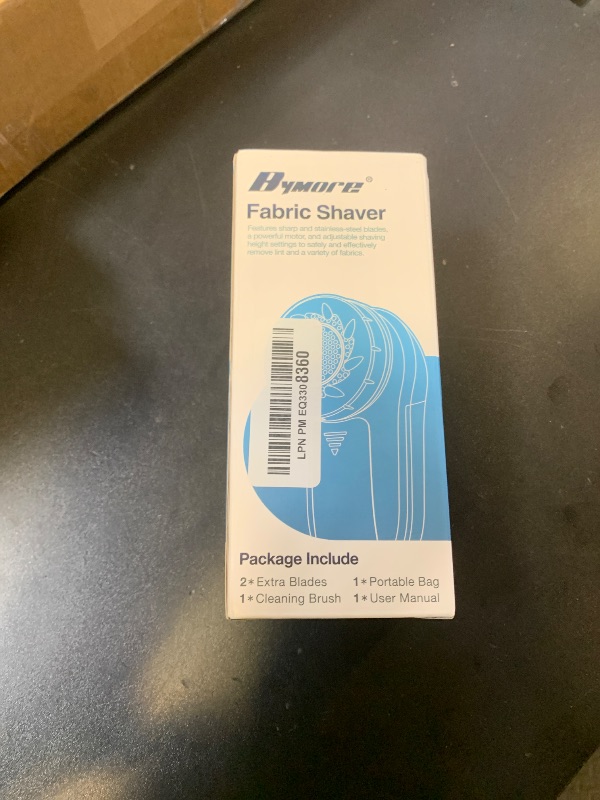 Bymore®
Fabric Shaver
Features sharp and stainless-steel blades,
a powerful motor, and adjustable shaving
height settings to safely and effectively
remove lint and a variety of fabrics.
LPN PM EQ3308360
Package Include
2*Extra Blades 1*Portable Bag
1*Cleaning Brush 1*User Manual